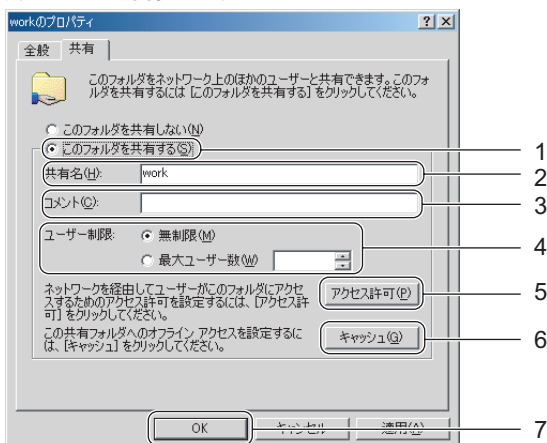 workのプロパティ
? ×
全般 共有
このフォルダをネットワーク上のほかのユーザーと共有できます。このフォ
ルダを共有するには [このフォルダを共有する] をクリックしてください。
このフォルダを共有しない(N)
このフォルダを共有する(S) 1
共有名(H): work 2
コメント(C): 3
ユーザー制限: 無制限(M)
4
最大ユーザー数(W)
ネットワークを経由してユーザーがこのフォルダにアクセ
スするためのアクセス許可を設定するには、[アクセス許
可] をクリックしてください。
アクセス許可(P) 5
この共有フォルダへのオフライン アクセスを設定するに
は、[キャッシュ] をクリックしてください。
キャッシュ(G) 6
OK キャンセル 適用(A) 7